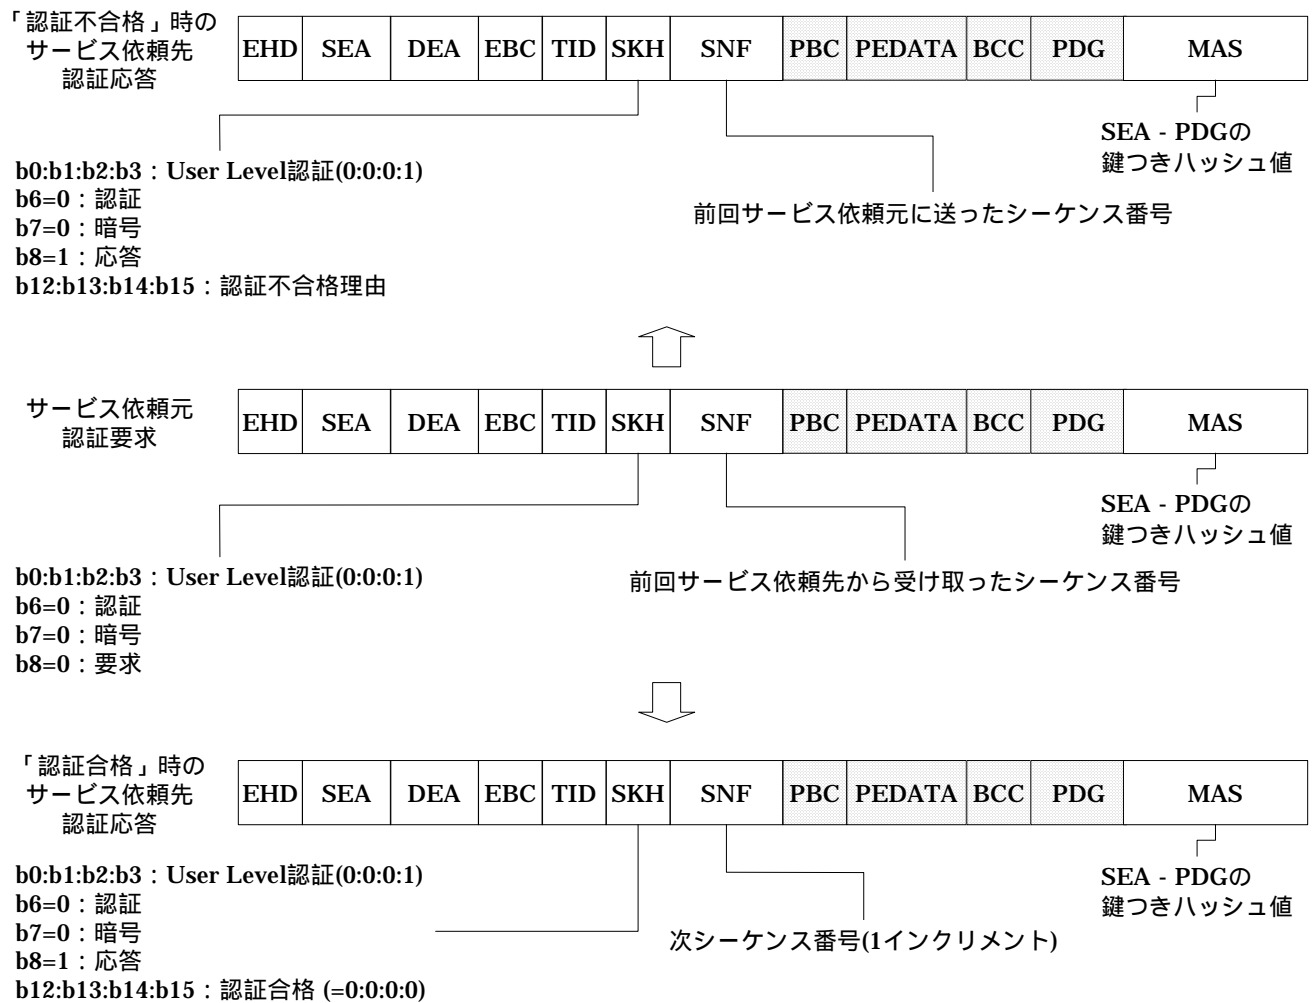 「認証不合格」時の
サービス依頼先
認証応答
EHD SEA DEA EBC TID SKH SNF PBC PEDATA BCC PDG MAS
SEA - PDGの
鍵つきハッシュ値
b0:b1:b2:b3：User Level認証(0:0:0:1)
b6=0：認証
b7=0：暗号
b8=1：応答
b12:b13:b14:b15：認証不合格理由
前回サービス依頼元に送ったシーケンス番号
サービス依頼元
認証要求
EHD SEA DEA EBC TID SKH SNF PBC PEDATA BCC PDG MAS
SEA - PDGの
鍵つきハッシュ値
b0:b1:b2:b3：User Level認証(0:0:0:1)
b6=0：認証
b7=0：暗号
b8=0：要求
前回サービス依頼先から受け取ったシーケンス番号
「認証合格」時の
サービス依頼先
認証応答
EHD SEA DEA EBC TID SKH SNF PBC PEDATA BCC PDG MAS
SEA - PDGの
鍵つきハッシュ値
b0:b1:b2:b3：User Level認証(0:0:0:1)
b6=0：認証
b7=0：暗号
b8=1：応答
b12:b13:b14:b15：認証合格 (=0:0:0:0)
次シーケンス番号(1インクリメント)